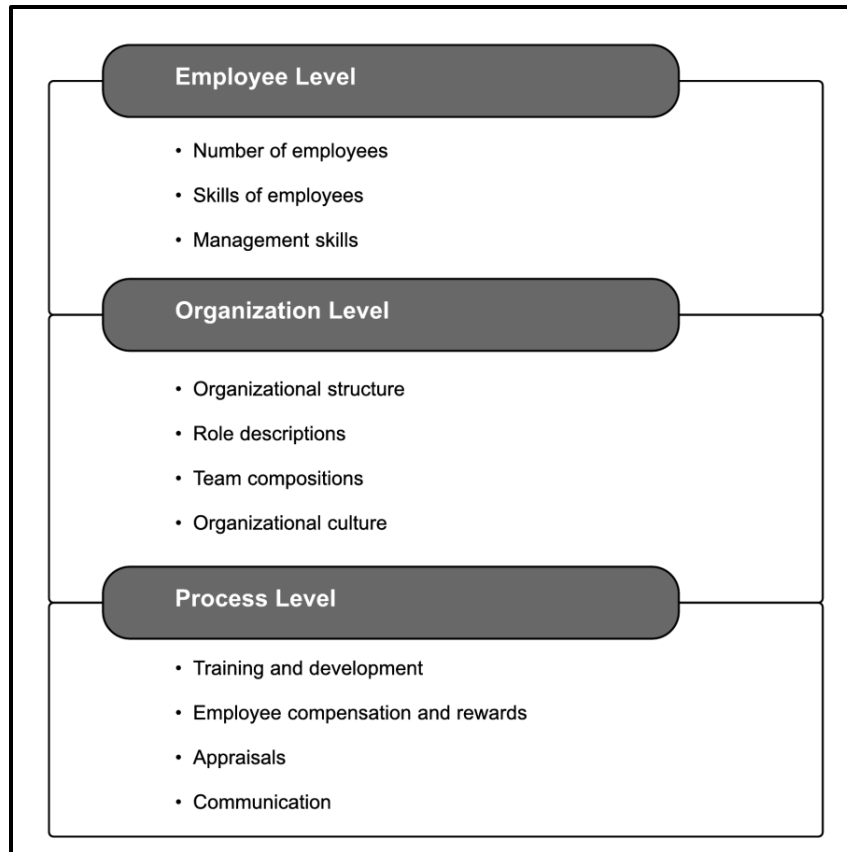 Employee Level
• Number of employees
• Skills of employees
• Management skills
Organization Level
• Organizational structure
• Role descriptions
• Team compositions
• Organizational culture
Process Level
• Training and development
• Employee compensation and rewards
• Appraisals
• Communication